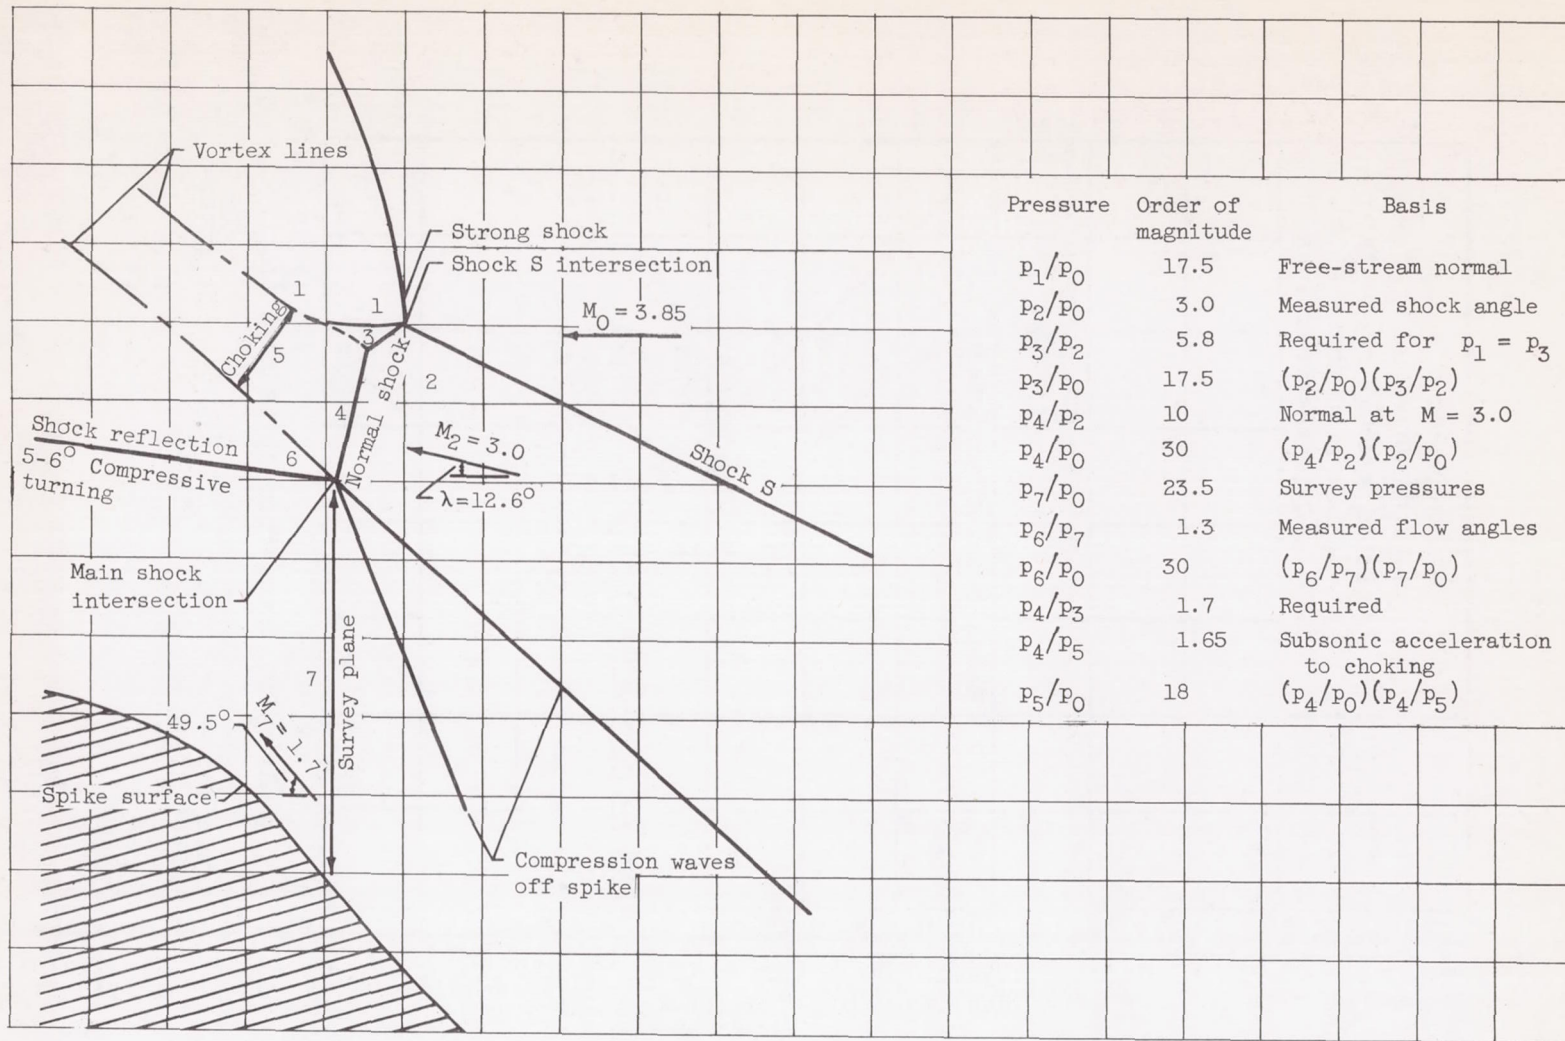 Vortex lines
Strong shock
Shock S intersection
1
1
3
Choking
5
M0 = 3.85
2
4
Normal shock
Shock reflection
5-6° Compressive
turning
6
M2 = 3.0
λ=12.6°
Shock S
Main shock
intersection
7
Survey plane
49.5°
M7 = 1.7
Spike surface
Compression waves
off spike
Pressure Order of Basis
magnitude
p1/p0 17.5 Free-stream normal
p2/p0 3.0 Measured shock angle
p3/p2 5.8 Required for p1 = p3
p3/p0 17.5 (p2/p0)(p3/p2)
p4/p2 10 Normal at M = 3.0
p4/p0 30 (p4/p2)(p2/p0)
p7/p0 23.5 Survey pressures
p6/p7 1.3 Measured flow angles
p6/p0 30 (p6/p7)(p7/p0)
p4/p3 1.7 Required
p4/p5 1.65 Subsonic acceleration
to choking
p5/p0 18 (p4/p0)(p4/p5)